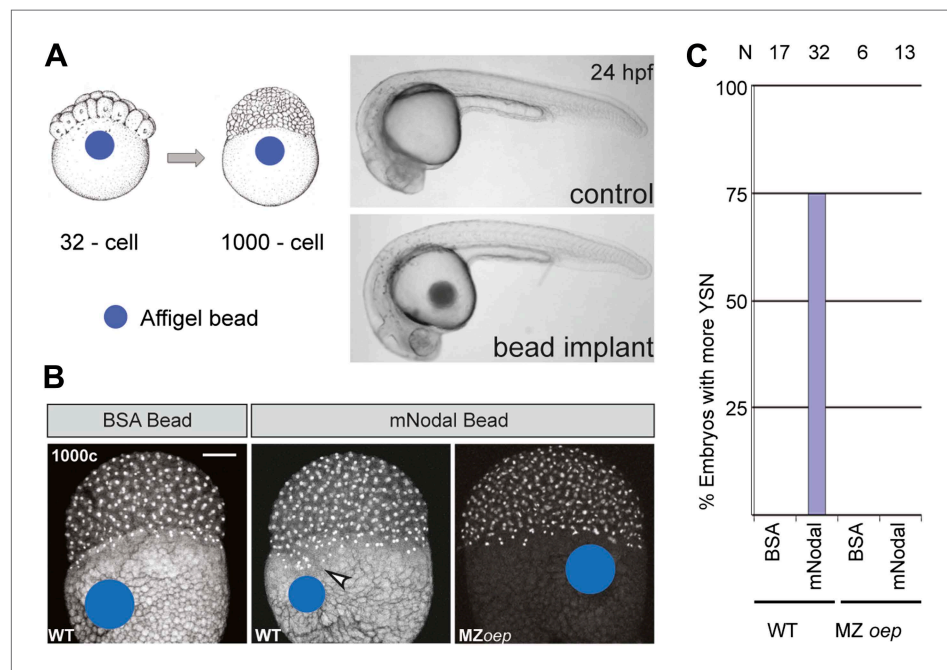 A
32 - cell
1000 - cell
Affigel bead
24 hpf
control
bead implant
B
BSA Bead
mNodal Bead
1000c
WT
WT
MZoep
C
N 17 32 6 13
100
75
50
25
% Embryos with more YSN
BSA
mNodal
BSA
mNodal
WT
MZ oep